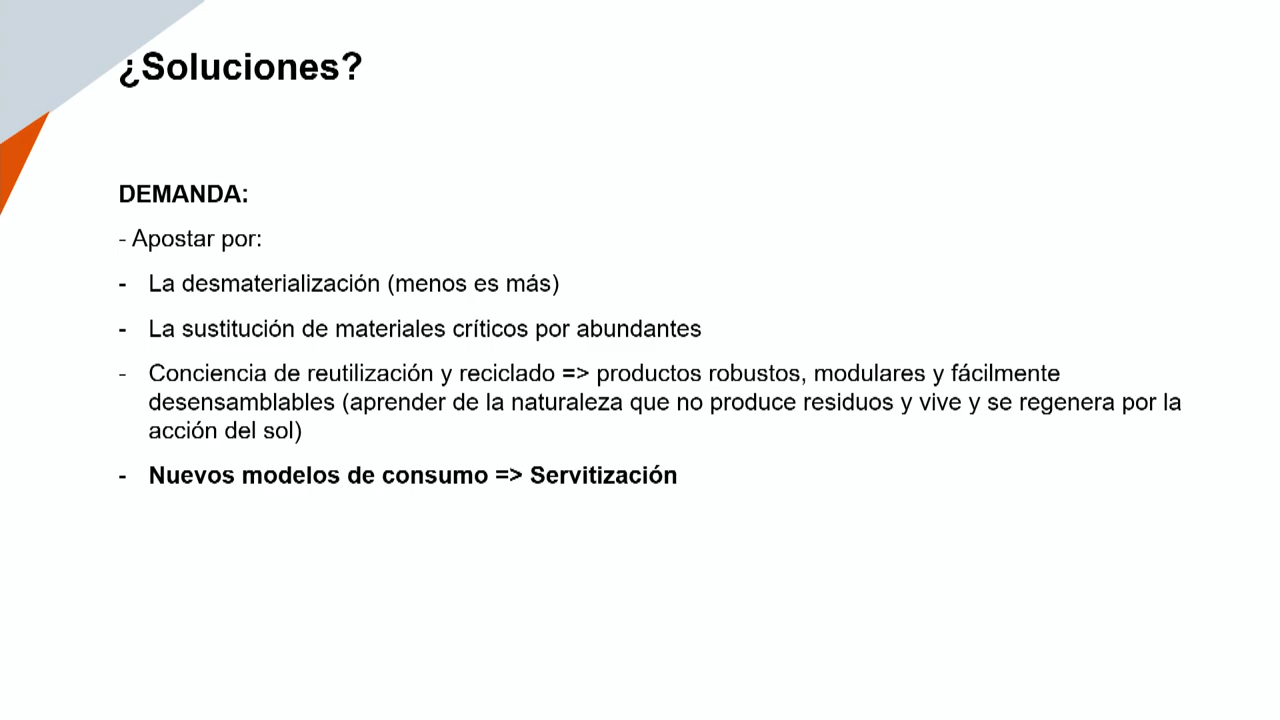 ¿Soluciones?
DEMANDA:
- Apostar por:
- La desmaterialización (menos es más)
- La sustitución de materiales críticos por abundantes
- Conciencia de reutilización y reciclado => productos robustos, modulares y fácilmente
desensamblables (aprender de la naturaleza que no produce residuos y vive y se regenera por la
acción del sol)
- Nuevos modelos de consumo => Servitización